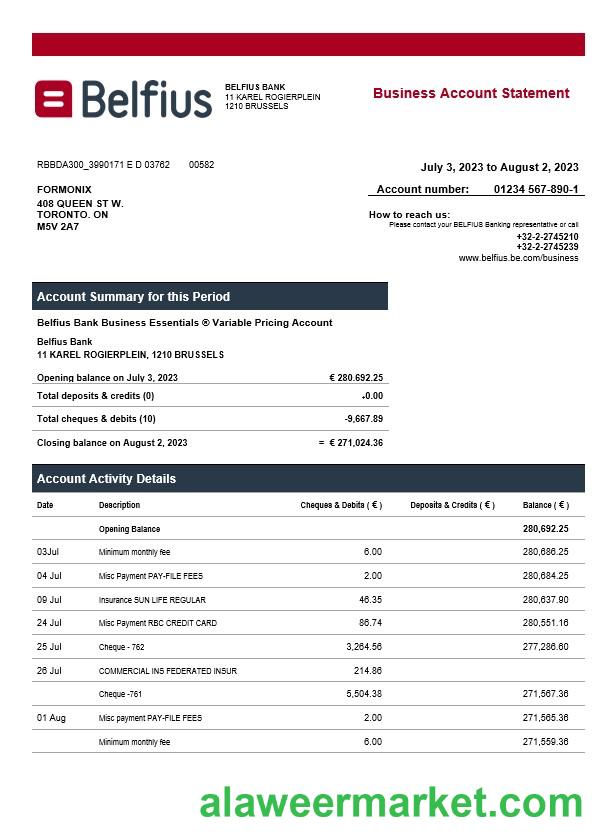 Belfius
BELFIUS BANK
11 KAREL ROGIERPLEIN
1210 BRUSSELS
Business Account Statement
RBBDA300_3990171 E D 03762 00582
July 3, 2023 to August 2, 2023
FORMONIX
408 QUEEN ST W.
TORONTO. ON
M5V 2A7
Account number: 01234 567-890-1
How to reach us:
Please contact your BELFIUS Banking representative or call
+32-2-2745210
+32-2-2745239
www.belfius.be.com/business
Account Summary for this Period
Belfius Bank Business Essentials ® Variable Pricing Account
Belfius Bank
11 KAREL ROGIERPLEIN, 1210 BRUSSELS
Opening balance on July 3, 2023 € 280.692.25
Total deposits & credits (0) +0.00
Total cheques & debits (10) -9,667.89
Closing balance on August 2, 2023 = € 271,024.36
Account Activity Details
Date Description Cheques & Debits ( € ) Deposits & Credits ( € ) Balance ( € )
Opening Balance 280,692.25
03Jul Minimum monthly fee 6.00 280,686.25
04 Jul Misc Payment PAY-FILE FEES 2.00 280,684.25
09 Jul Insurance SUN LIFE REGULAR 46.35 280,637.90
24 Jul Misc Payment RBC CREDIT CARD 86.74 280,551.16
25 Jul Cheque - 762 3,264.56 277,286.60
26 Jul COMMERCIAL INS FEDERATED INSUR 214.86
Cheque -761 5,504.38 271,567.36
01 Aug Misc payment PAY-FILE FEES 2.00 271,565.36
Minimum monthly fee 6.00 271,559.36
alaweermarket.com